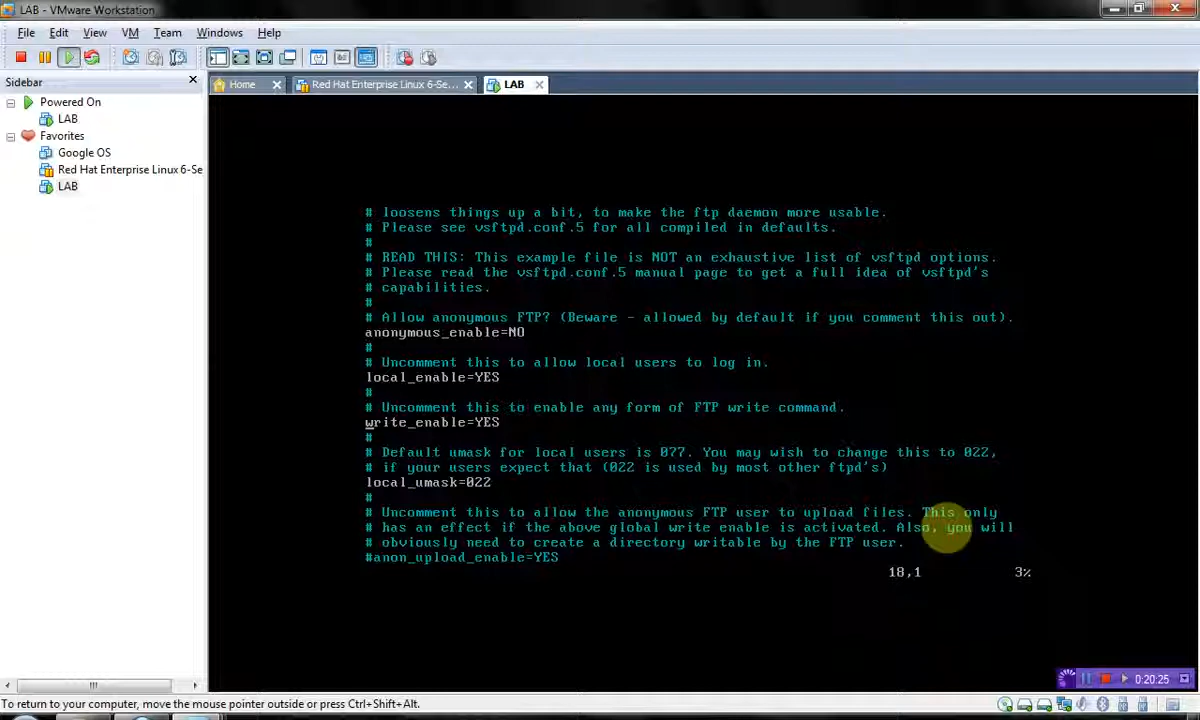 LAB - VMware Workstation
File Edit View VM Team Windows Help
Sidebar
Home
Red Hat Enterprise Linux 6-Se...
LAB
Powered On
LAB
Favorites
Google OS
Red Hat Enterprise Linux 6-Se
LAB
# loosens things up a bit, to make the ftp daemon more usable.
# Please see vsftpd.conf.5 for all compiled in defaults.
#
# READ THIS: This example file is NOT an exhaustive list of vsftpd options.
# Please read the vsftpd.conf.5 manual page to get a full idea of vsftpd's
# capabilities.
#
# Allow anonymous FTP? (Beware - allowed by default if you comment this out).
anonymous_enable=NO
#
# Uncomment this to allow local users to log in.
local_enable=YES
#
# Uncomment this to enable any form of FTP write command.
write_enable=YES
#
# Default umask for local users is 077. You may wish to change this to 022,
# if your users expect that (022 is used by most other ftpd's)
local_umask=022
#
# Uncomment this to allow the anonymous FTP user to upload files. This only
# has an effect if the above global write enable is activated. Also, you will
# obviously need to create a directory writable by the FTP user.
#anon_upload_enable=YES
18,1 3%
0:20:25
To return to your computer, move the mouse pointer outside or press Ctrl+Shift+Alt.